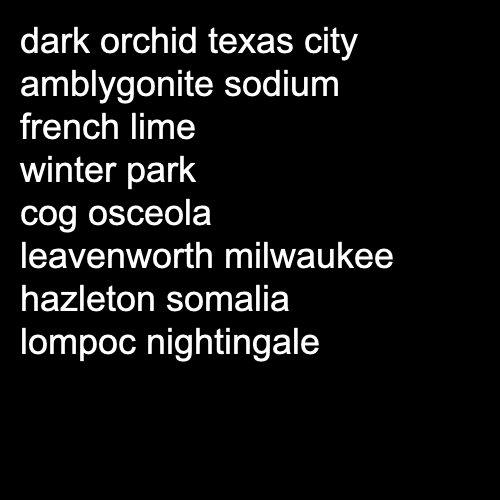 dark orchid texas city
amblygonite sodium
french lime
winter park
cog osceola
leavenworth milwaukee
hazleton somalia
lompoc nightingale